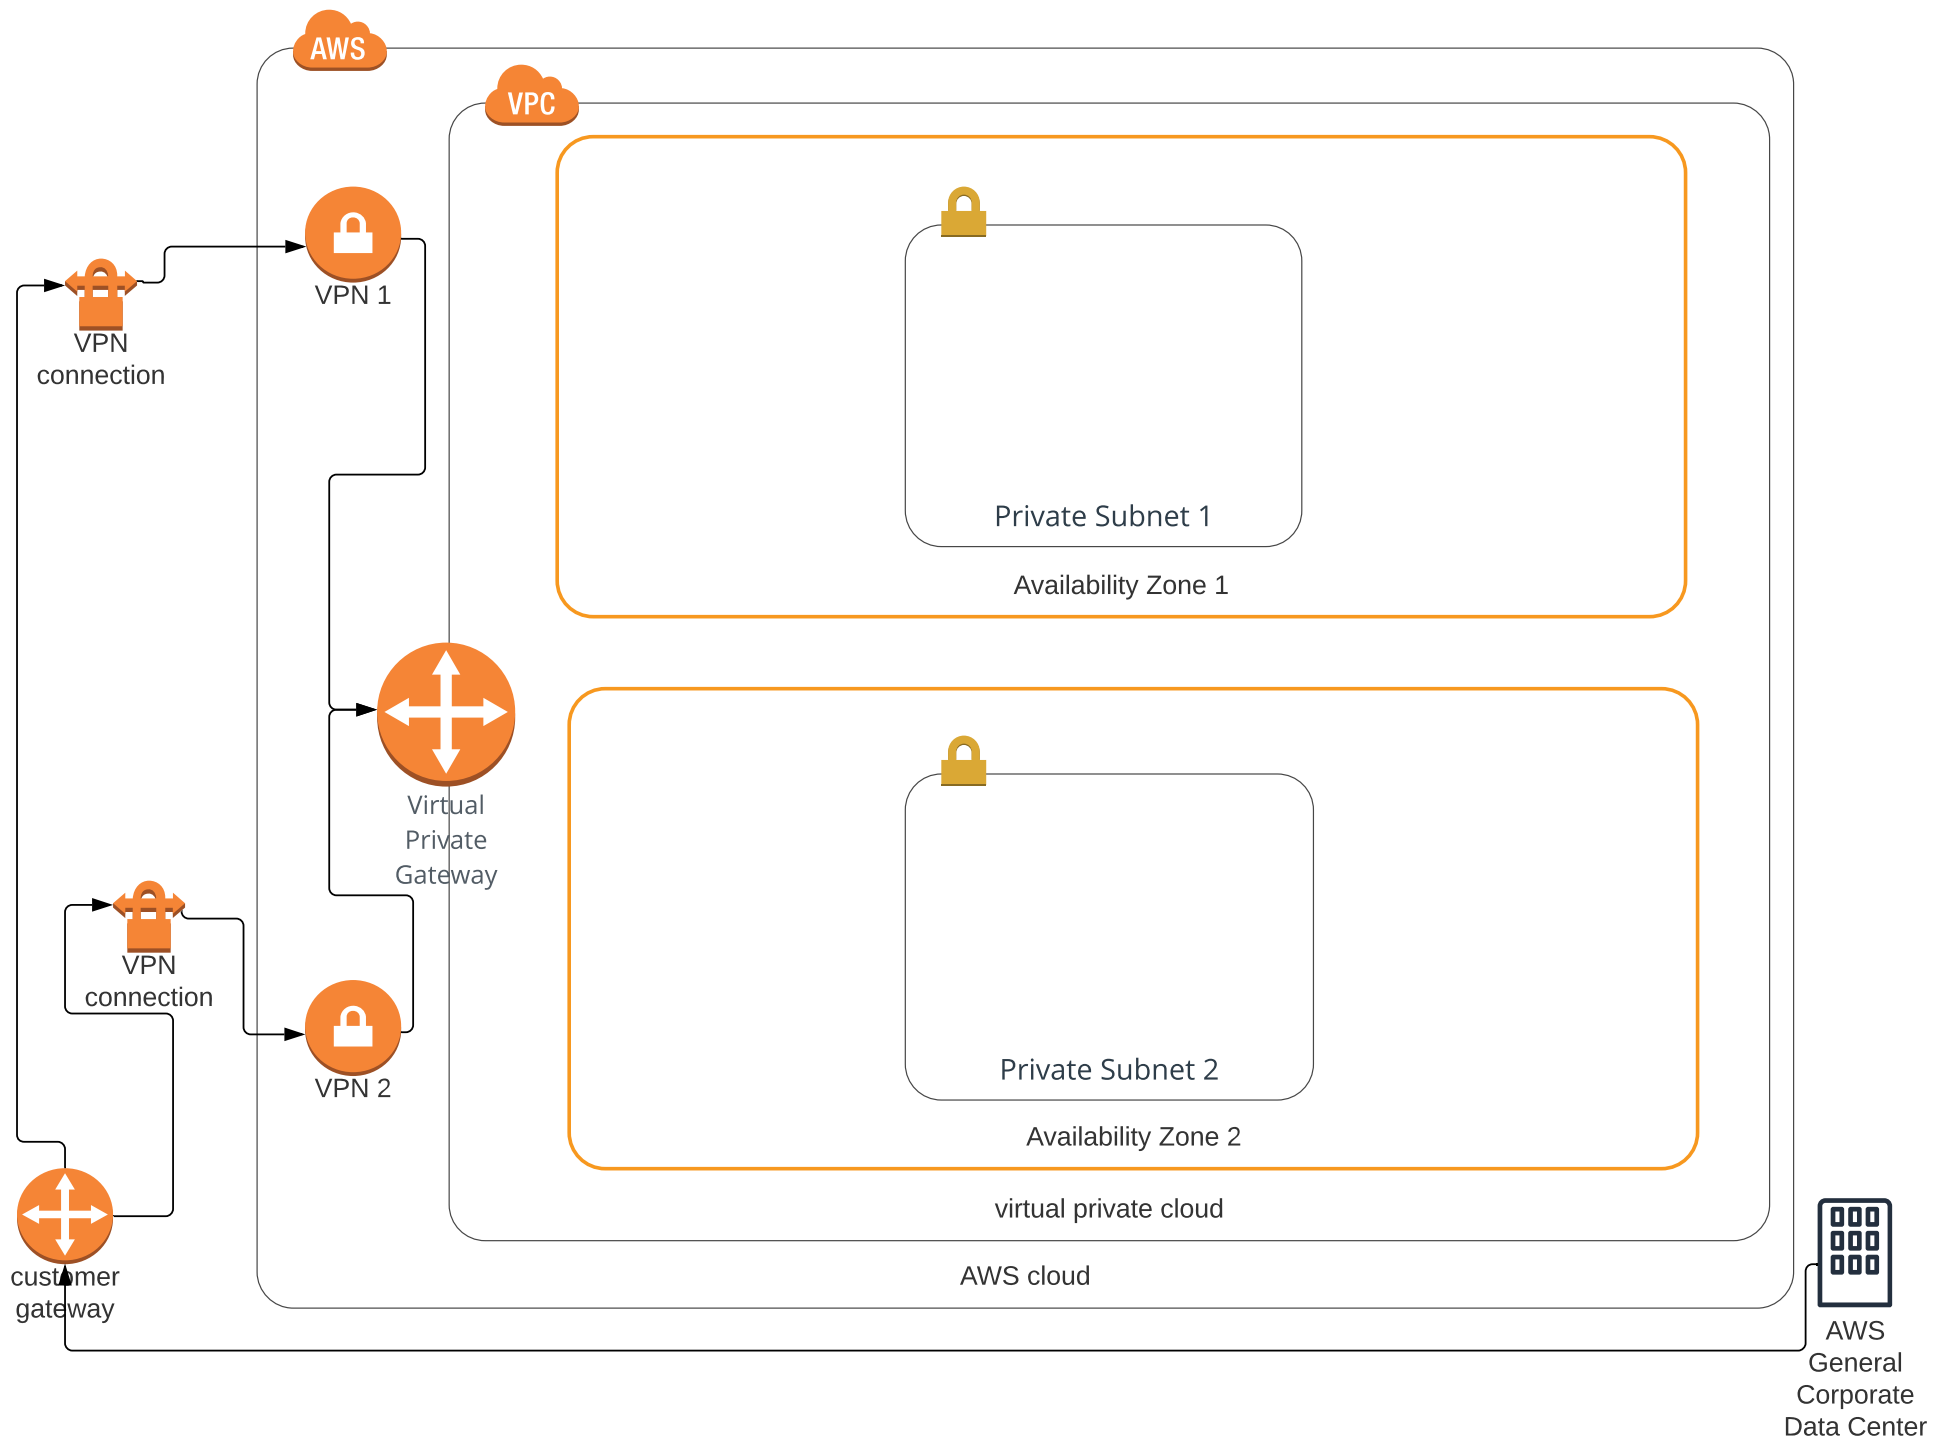 AWS
VPC
VPN 1
VPN
connection
Private Subnet 1
Availability Zone 1
Virtual
Private
Gateway
VPN
connection
VPN 2
Private Subnet 2
Availability Zone 2
virtual private cloud
AWS cloud
customer
gateway
AWS
General
Corporate
Data Center